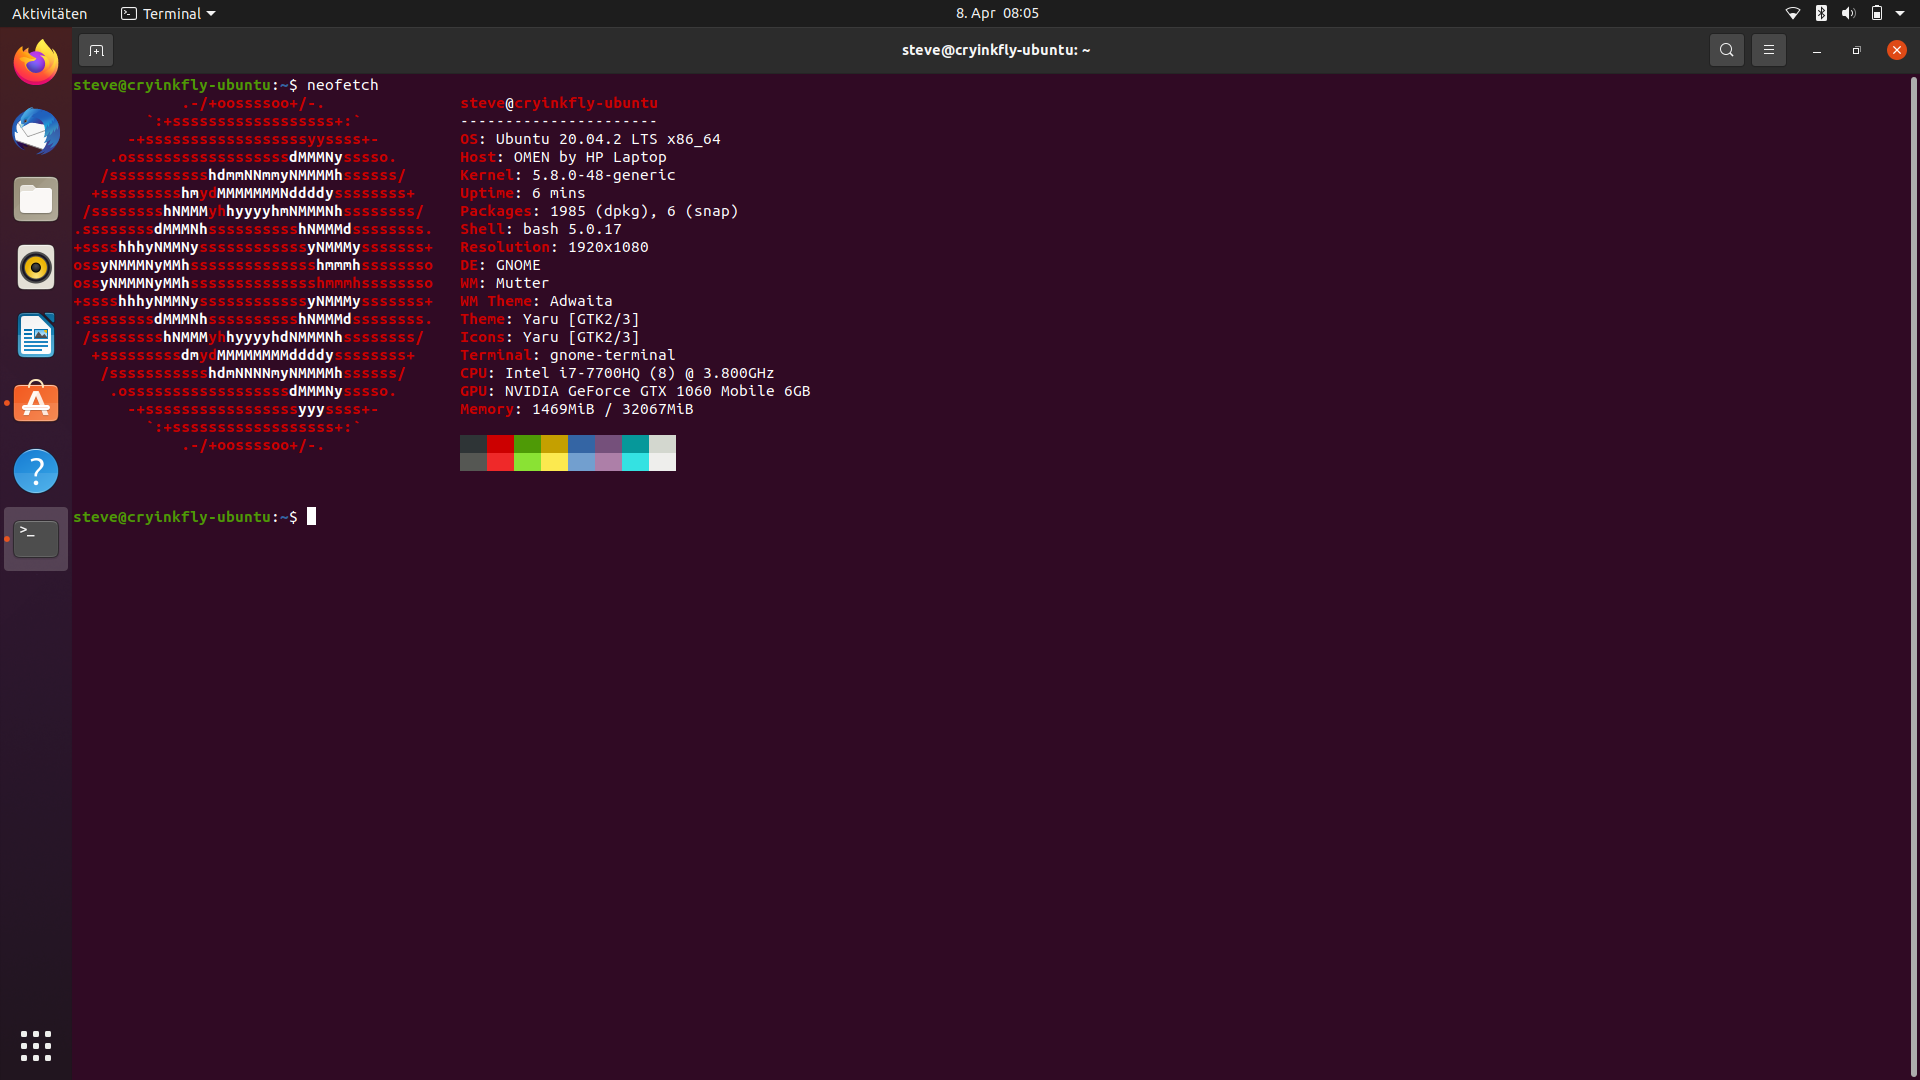 Aktivitäten Terminal 8. Apr 08:05
steve@cryinkfly-ubuntu: ~
steve@cryinkfly-ubuntu:~$ neofetch
.-/+oossssoo+/-. steve@cryinkfly-ubuntu
`:+ssssssssssssssssss+:` ----------------------
-+ssssssssssssssssssyyssss+- OS: Ubuntu 20.04.2 LTS x86_64
.ossssssssssssssssssdMMMNysssso. Host: OMEN by HP Laptop
/ssssssssssshdmmNNmmyNMMMMhssssss/ Kernel: 5.8.0-48-generic
+ssssssssshmydMMMMMMMNddddyssssssss+ Uptime: 6 mins
/sssssssshNMMMyhhyyyyhmNMMMNhssssssss/ Packages: 1985 (dpkg), 6 (snap)
.ssssssssdMMMNhsssssssssshNMMMdssssssss. Shell: bash 5.0.17
+sssshhhyNMMNyssssssssssssyNMMMysssssss+ Resolution: 1920x1080
ossyNMMMNyMMhsssssssssssssshmmmhssssssso DE: GNOME
ossyNMMMNyMMhsssssssssssssshmmmhssssssso WM: Mutter
+sssshhhyNMMNyssssssssssssyNMMMysssssss+ WM Theme: Adwaita
.ssssssssdMMMNhsssssssssshNMMMdssssssss. Theme: Yaru [GTK2/3]
/sssssssshNMMMyhhyyyyhdNMMMNhssssssss/ Icons: Yaru [GTK2/3]
+sssssssssdmydMMMMMMMMddddyssssssss+ Terminal: gnome-terminal
/ssssssssssshdmNNNNmyNMMMMhssssss/ CPU: Intel i7-7700HQ (8) @ 3.800GHz
.ossssssssssssssssssdMMMNysssso. GPU: NVIDIA GeForce GTX 1060 Mobile 6GB
-+sssssssssssssssssyyyssss+- Memory: 1469MiB / 32067MiB
`:+ssssssssssssssssss+:`
.-/+oossssoo+/-.
steve@cryinkfly-ubuntu:~$